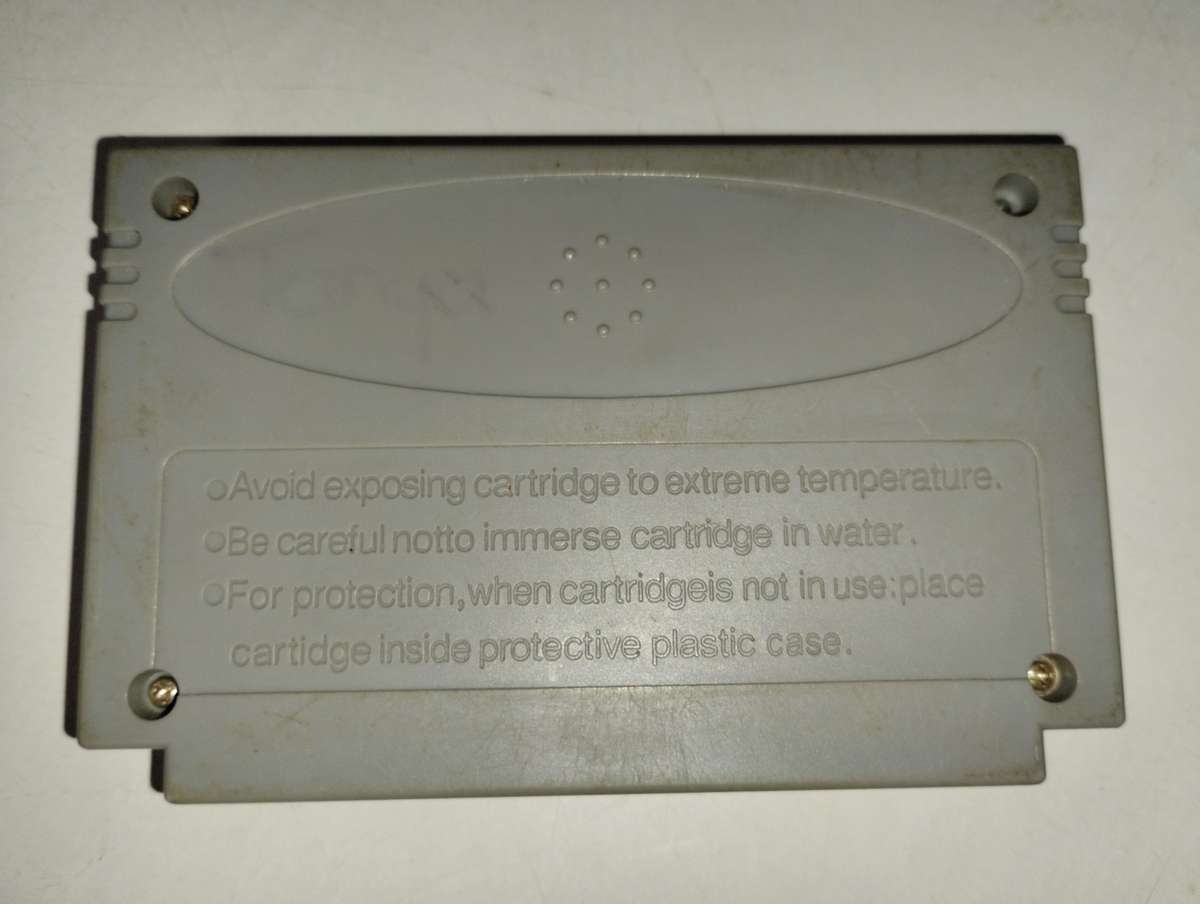 ●Avoid exposing cartridge to extreme temperature.
●Be careful notto immerse cartridge in water.
●For protection,when cartridgeis not in use:place
cartidge inside protective plastic case.